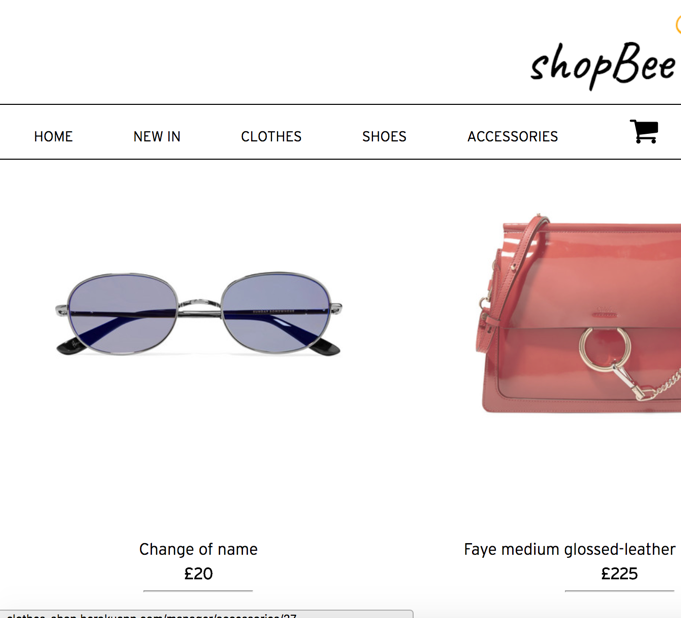 shopBee
HOME NEW IN CLOTHES SHOES ACCESSORIES
Change of name
£20
Faye medium glossed-leather
£225